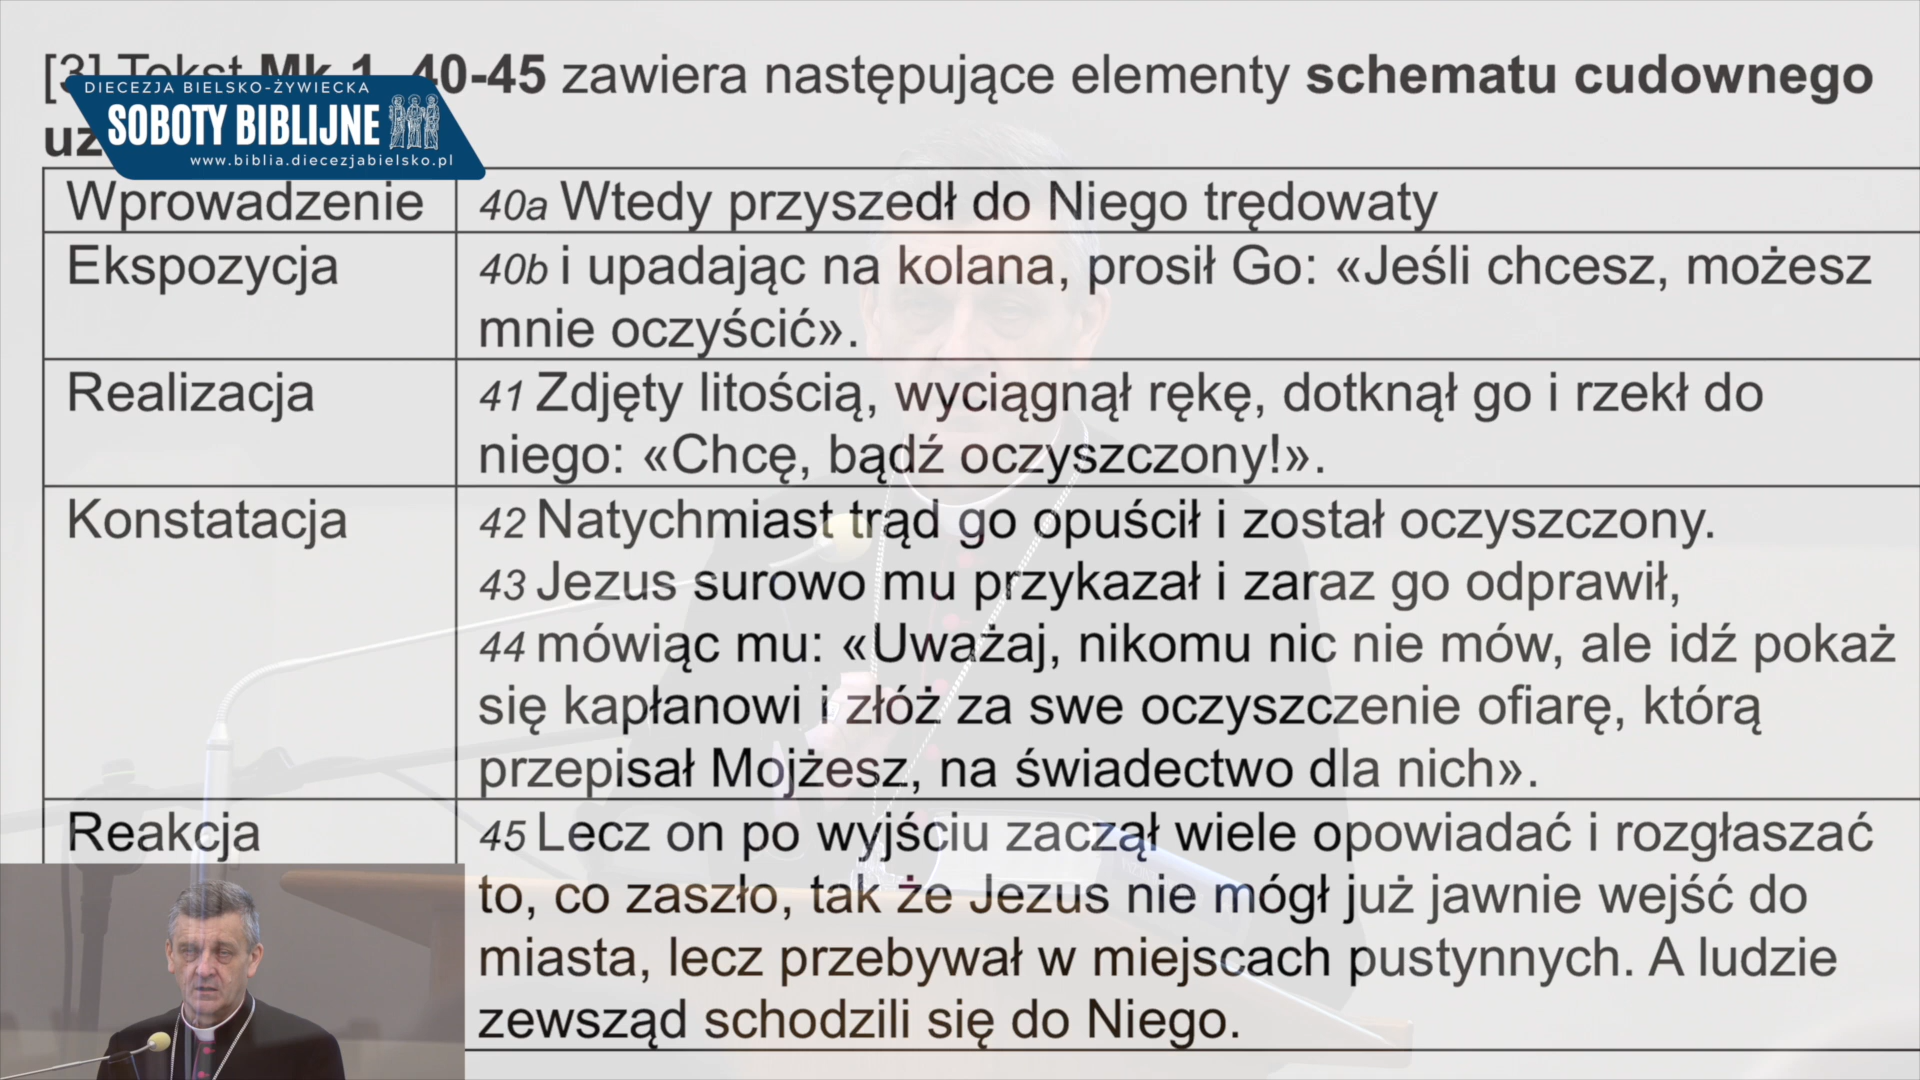 [3] Tekst Mk 1, 40-45 zawiera następujące elementy schematu cudownego
uz
DIECEZJA BIELSKO-ŻYWIECKA
SOBOTY BIBLIJNE
www.biblia.diecezjabielsko.pl
Wprowadzenie 40a Wtedy przyszedł do Niego trędowaty
Ekspozycja 40b i upadając na kolana, prosił Go: «Jeśli chcesz, możesz
mnie oczyścić».
Realizacja 41 Zdjęty litością, wyciągnął rękę, dotknął go i rzekł do
niego: «Chcę, bądź oczyszczony!».
Konstatacja 42 Natychmiast trąd go opuścił i został oczyszczony.
43 Jezus surowo mu przykazał i zaraz go odprawił,
44 mówiąc mu: «Uważaj, nikomu nic nie mów, ale idź pokaż
się kapłanowi i złóż za swe oczyszczenie ofiarę, którą
przepisał Mojżesz, na świadectwo dla nich».
Reakcja 45 Lecz on po wyjściu zaczął wiele opowiadać i rozgłaszać
to, co zaszło, tak że Jezus nie mógł już jawnie wejść do
miasta, lecz przebywał w miejscach pustynnych. A ludzie
zewsząd schodzili się do Niego.